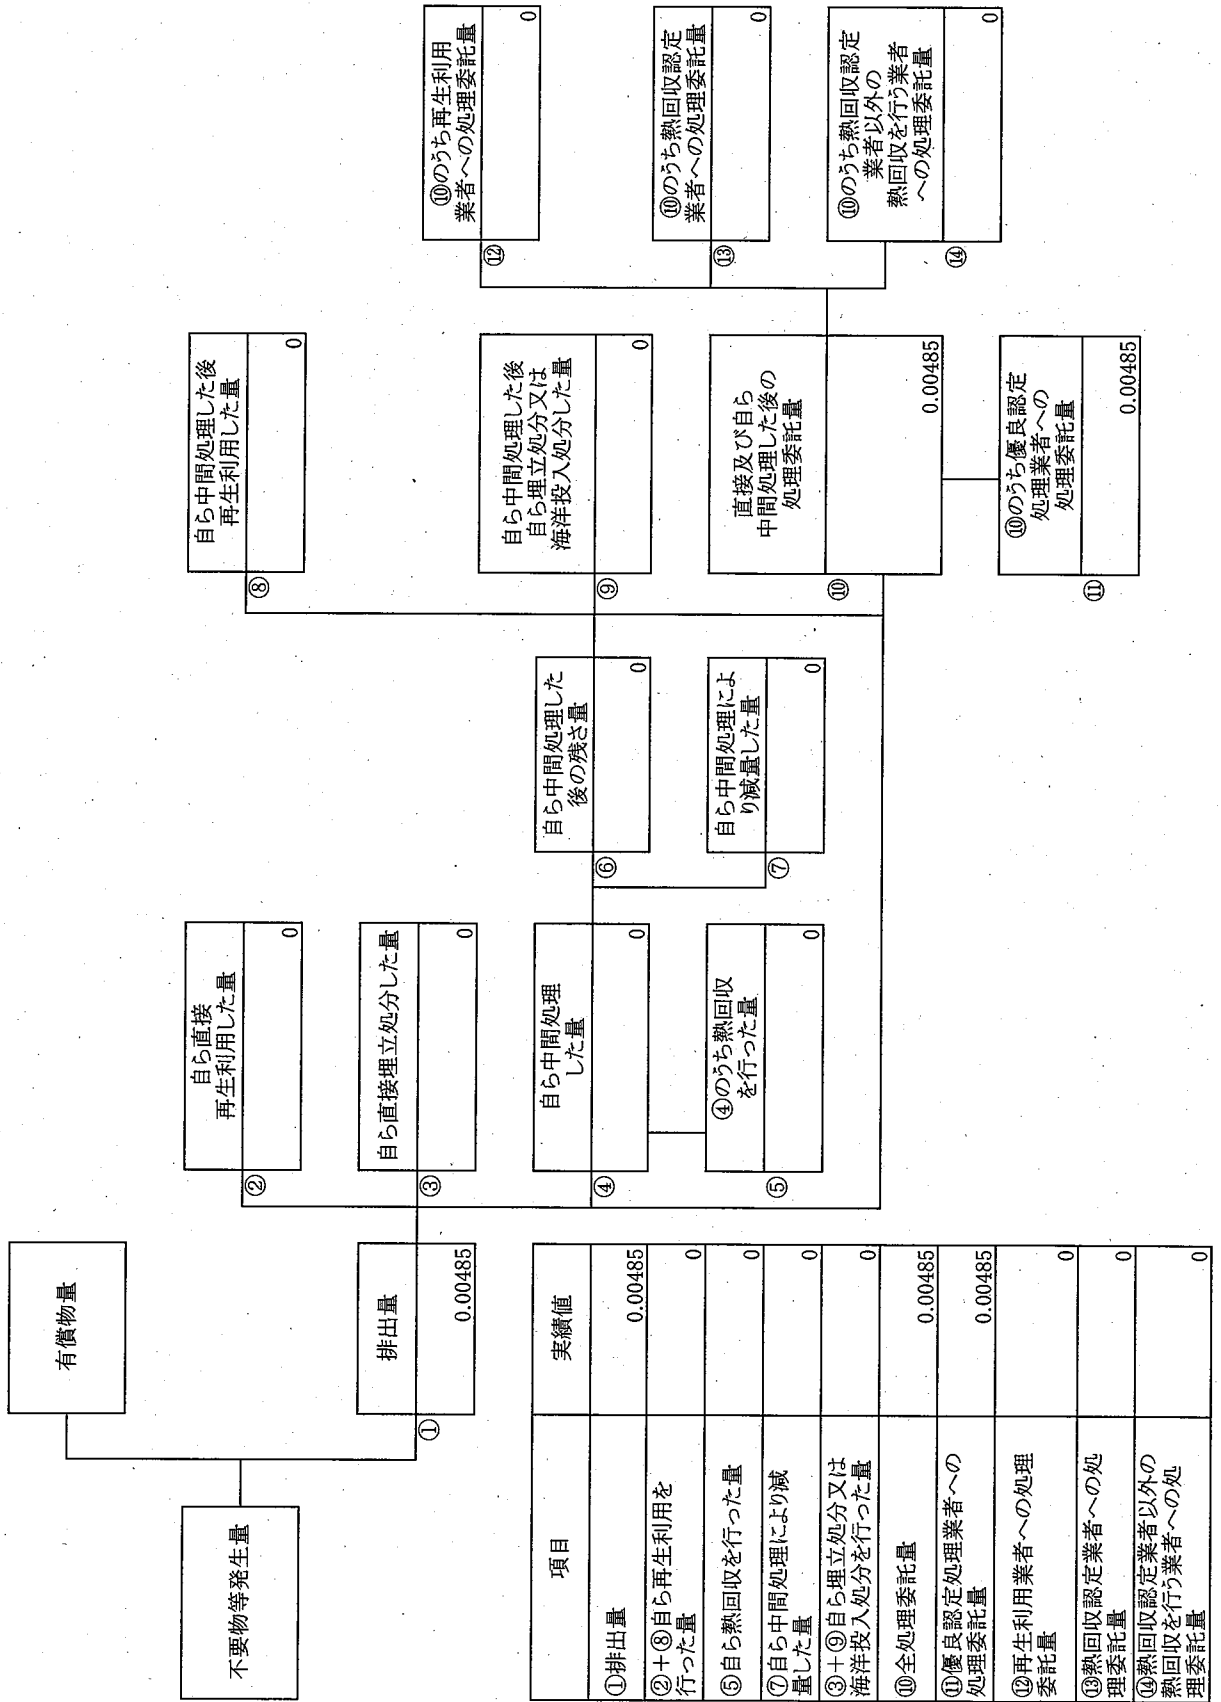 有償物量
不要物等発生量
排出量
①
0.00485
自ら直接
再生利用した量
②
0
自ら直接埋立処分した量
③
0
自ら中間処理
した量
④
0
④のうち熱回収
を行った量
⑤
0
自ら中間処理した
後の残さ量
⑥
0
自ら中間処理によ
り減量した量
⑦
0
自ら中間処理した後
再生利用した量
⑧
0
自ら中間処理した後
自ら埋立処分又は
海洋投入処分した量
⑨
0
直接及び自ら
中間処理した後の
処理委託量
⑩
0.00485
⑩のうち優良認定
処理業者への
処理委託量
⑪
0.00485
⑩のうち再生利用
業者への処理委託量
⑫
0
⑩のうち熱回収認定
業者への処理委託量
⑬
0
⑩のうち熱回収認定
業者以外の
熱回収を行う業者
への処理委託量
⑭
0
項目 実績値
①排出量 0.00485
②+⑧自ら再生利用を
行った量 0
⑤自ら熱回収を行った量 0
⑦自ら中間処理により減
量した量 0
③+⑨自ら埋立処分又は
海洋投入処分を行った量 0
⑩全処理委託量 0.00485
⑪優良認定処理業者への
処理委託量 0.00485
⑫再生利用業者への処理
委託量 0
⑬熱回収認定業者への処
理委託量 0
⑭熱回収認定業者以外の
熱回収を行う業者への処
理委託量 0